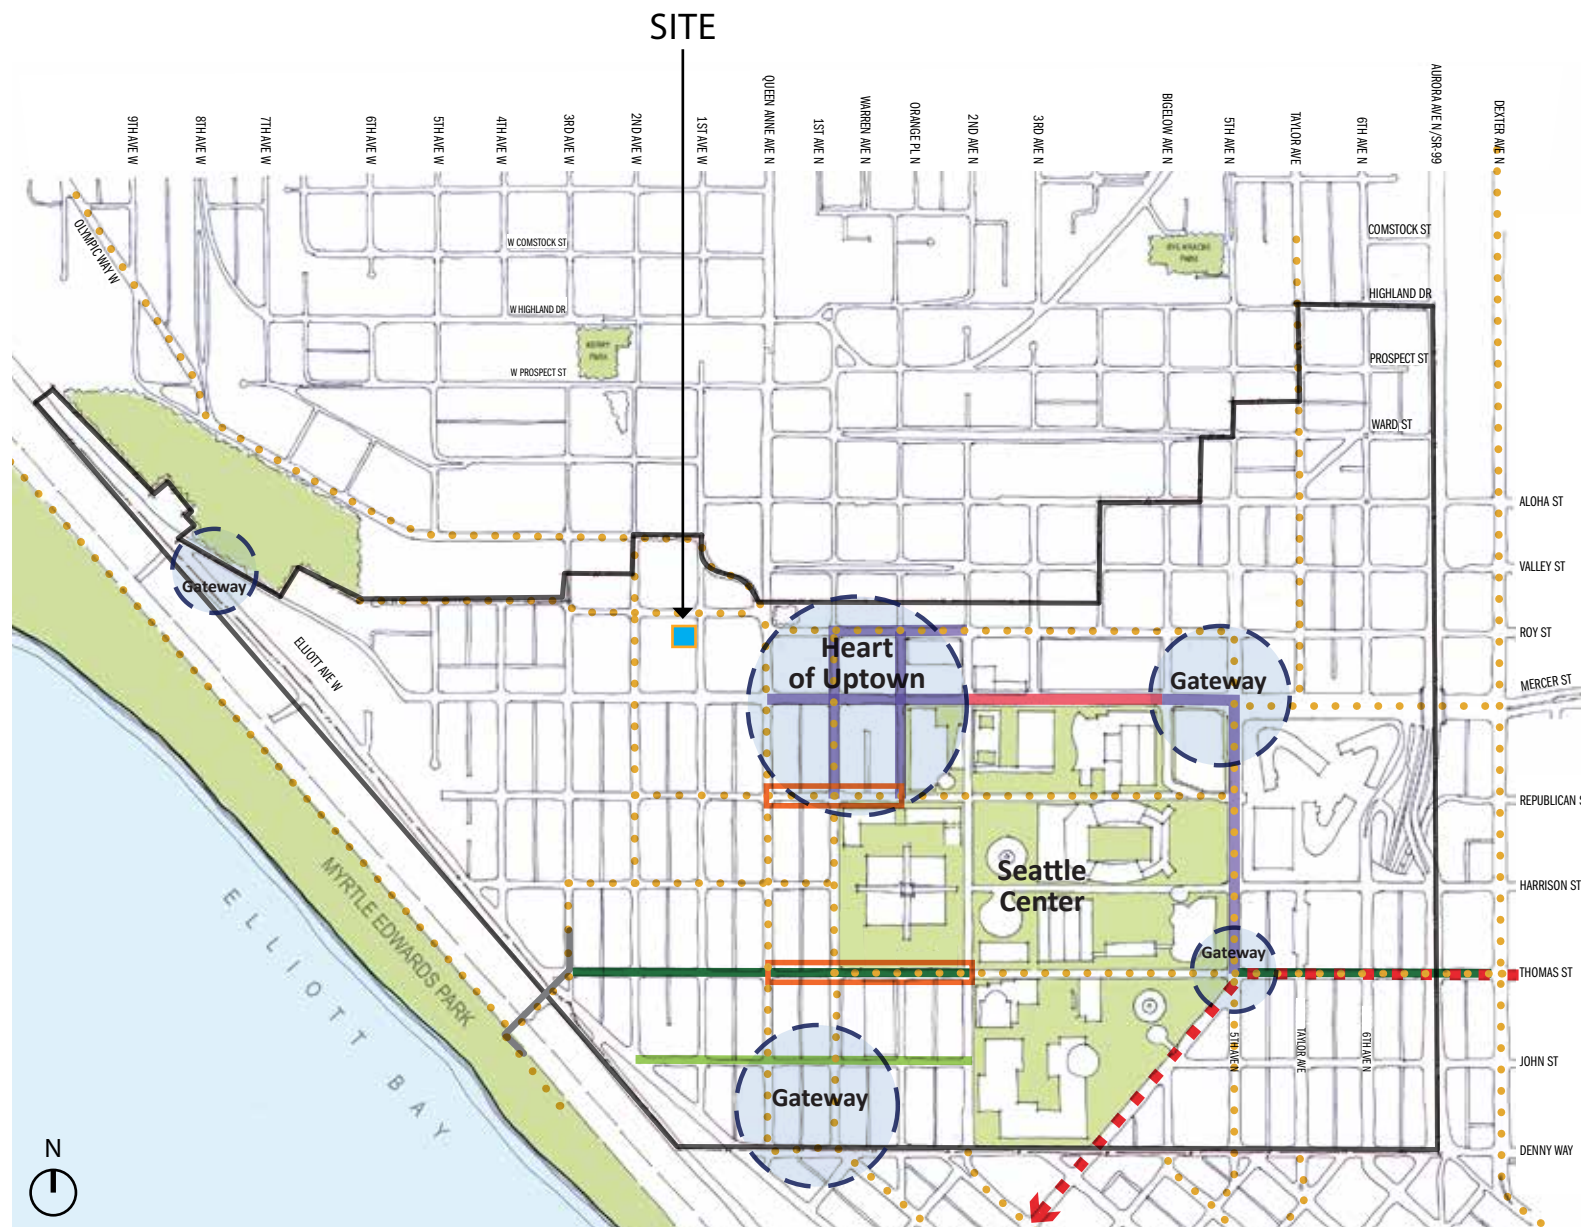 SITE
9TH AVE W
8TH AVE W
7TH AVE W
6TH AVE W
5TH AVE W
4TH AVE W
3RD AVE W
2ND AVE W
1ST AVE W
QUEEN ANNE AVE N
1ST AVE N
WARREN AVE N
ORANGE PL N
2ND AVE N
3RD AVE N
BIGELOW AVE N
5TH AVE N
TAYLOR AVE
6TH AVE N
AURORA AVE N/SR-99
DEXTER AVE N
OLYMPIC WAY W
W COMSTOCK ST
COMSTOCK ST
W HIGHLAND DR
HIGHLAND DR
KERRY
PARK
W PROSPECT ST
PROSPECT ST
WARD ST
ALOHA ST
VALLEY ST
Gateway
ROY ST
ELLIOTT AVE W
Heart
of Uptown
Gateway
MERCER ST
REPUBLICAN S
Seattle
Center
HARRISON ST
MYRTLE EDWARDS PARK
Gateway
THOMAS ST
ELLIOTT BAY
5TH AVE N
TAYLOR AVE
6TH AVE N
JOHN ST
Gateway
DENNY WAY
N